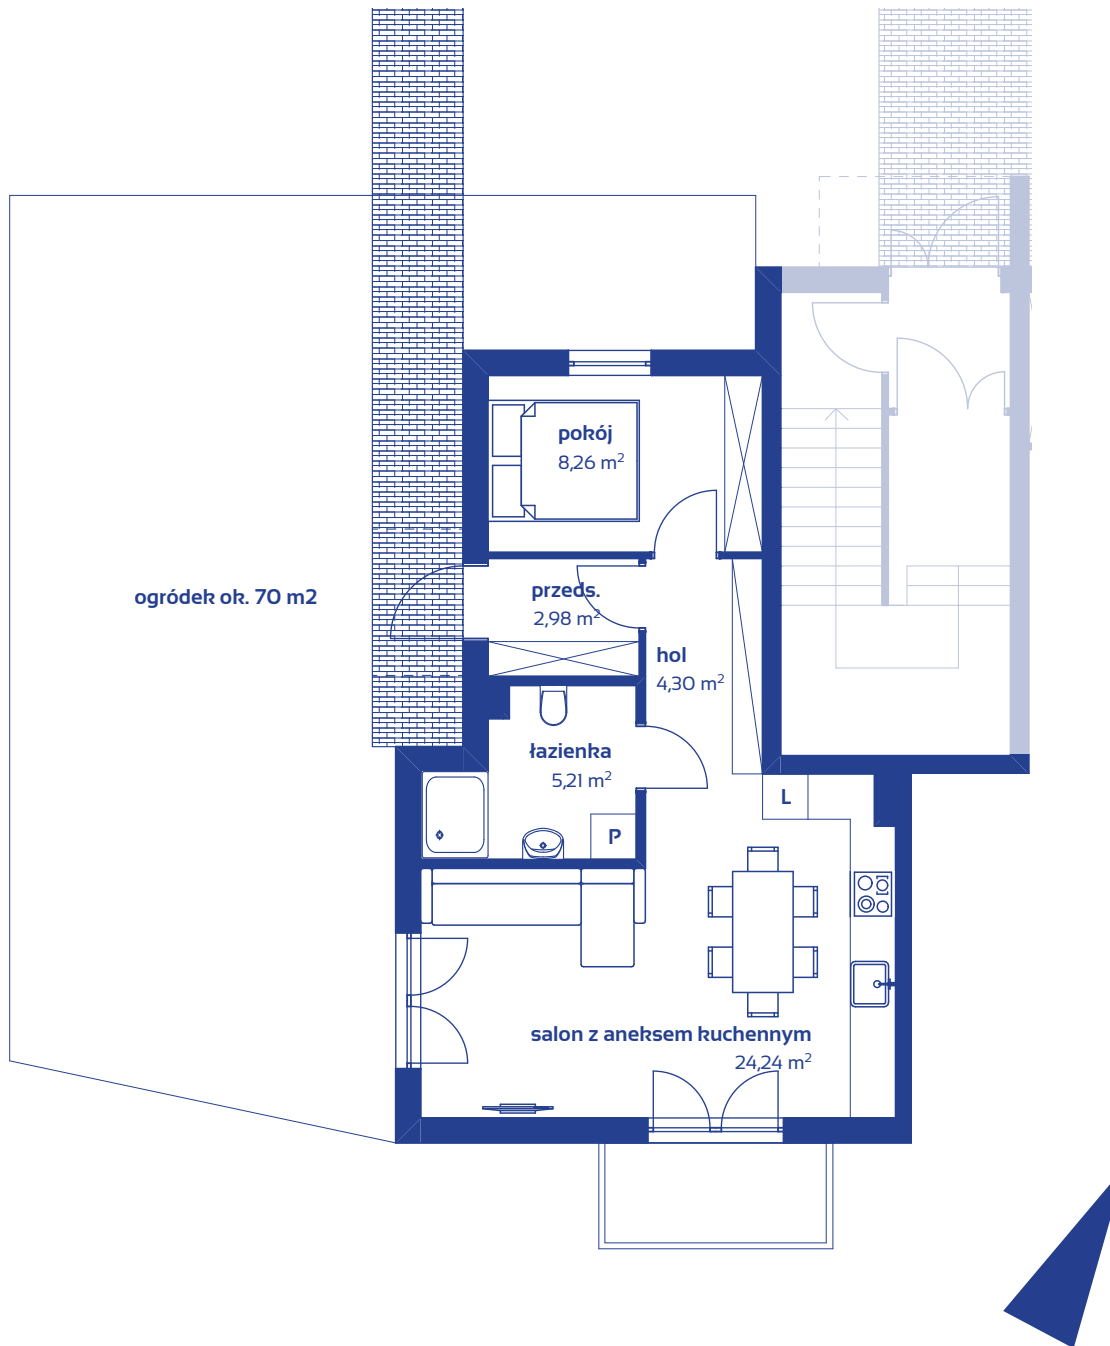 pokój
8,26 m²
ogródek ok. 70 m2
przeds.
2,98 m²
hol
4,30 m²
łazienka
5,21 m²
L
P
salon z aneksem kuchennym
24,24 m²